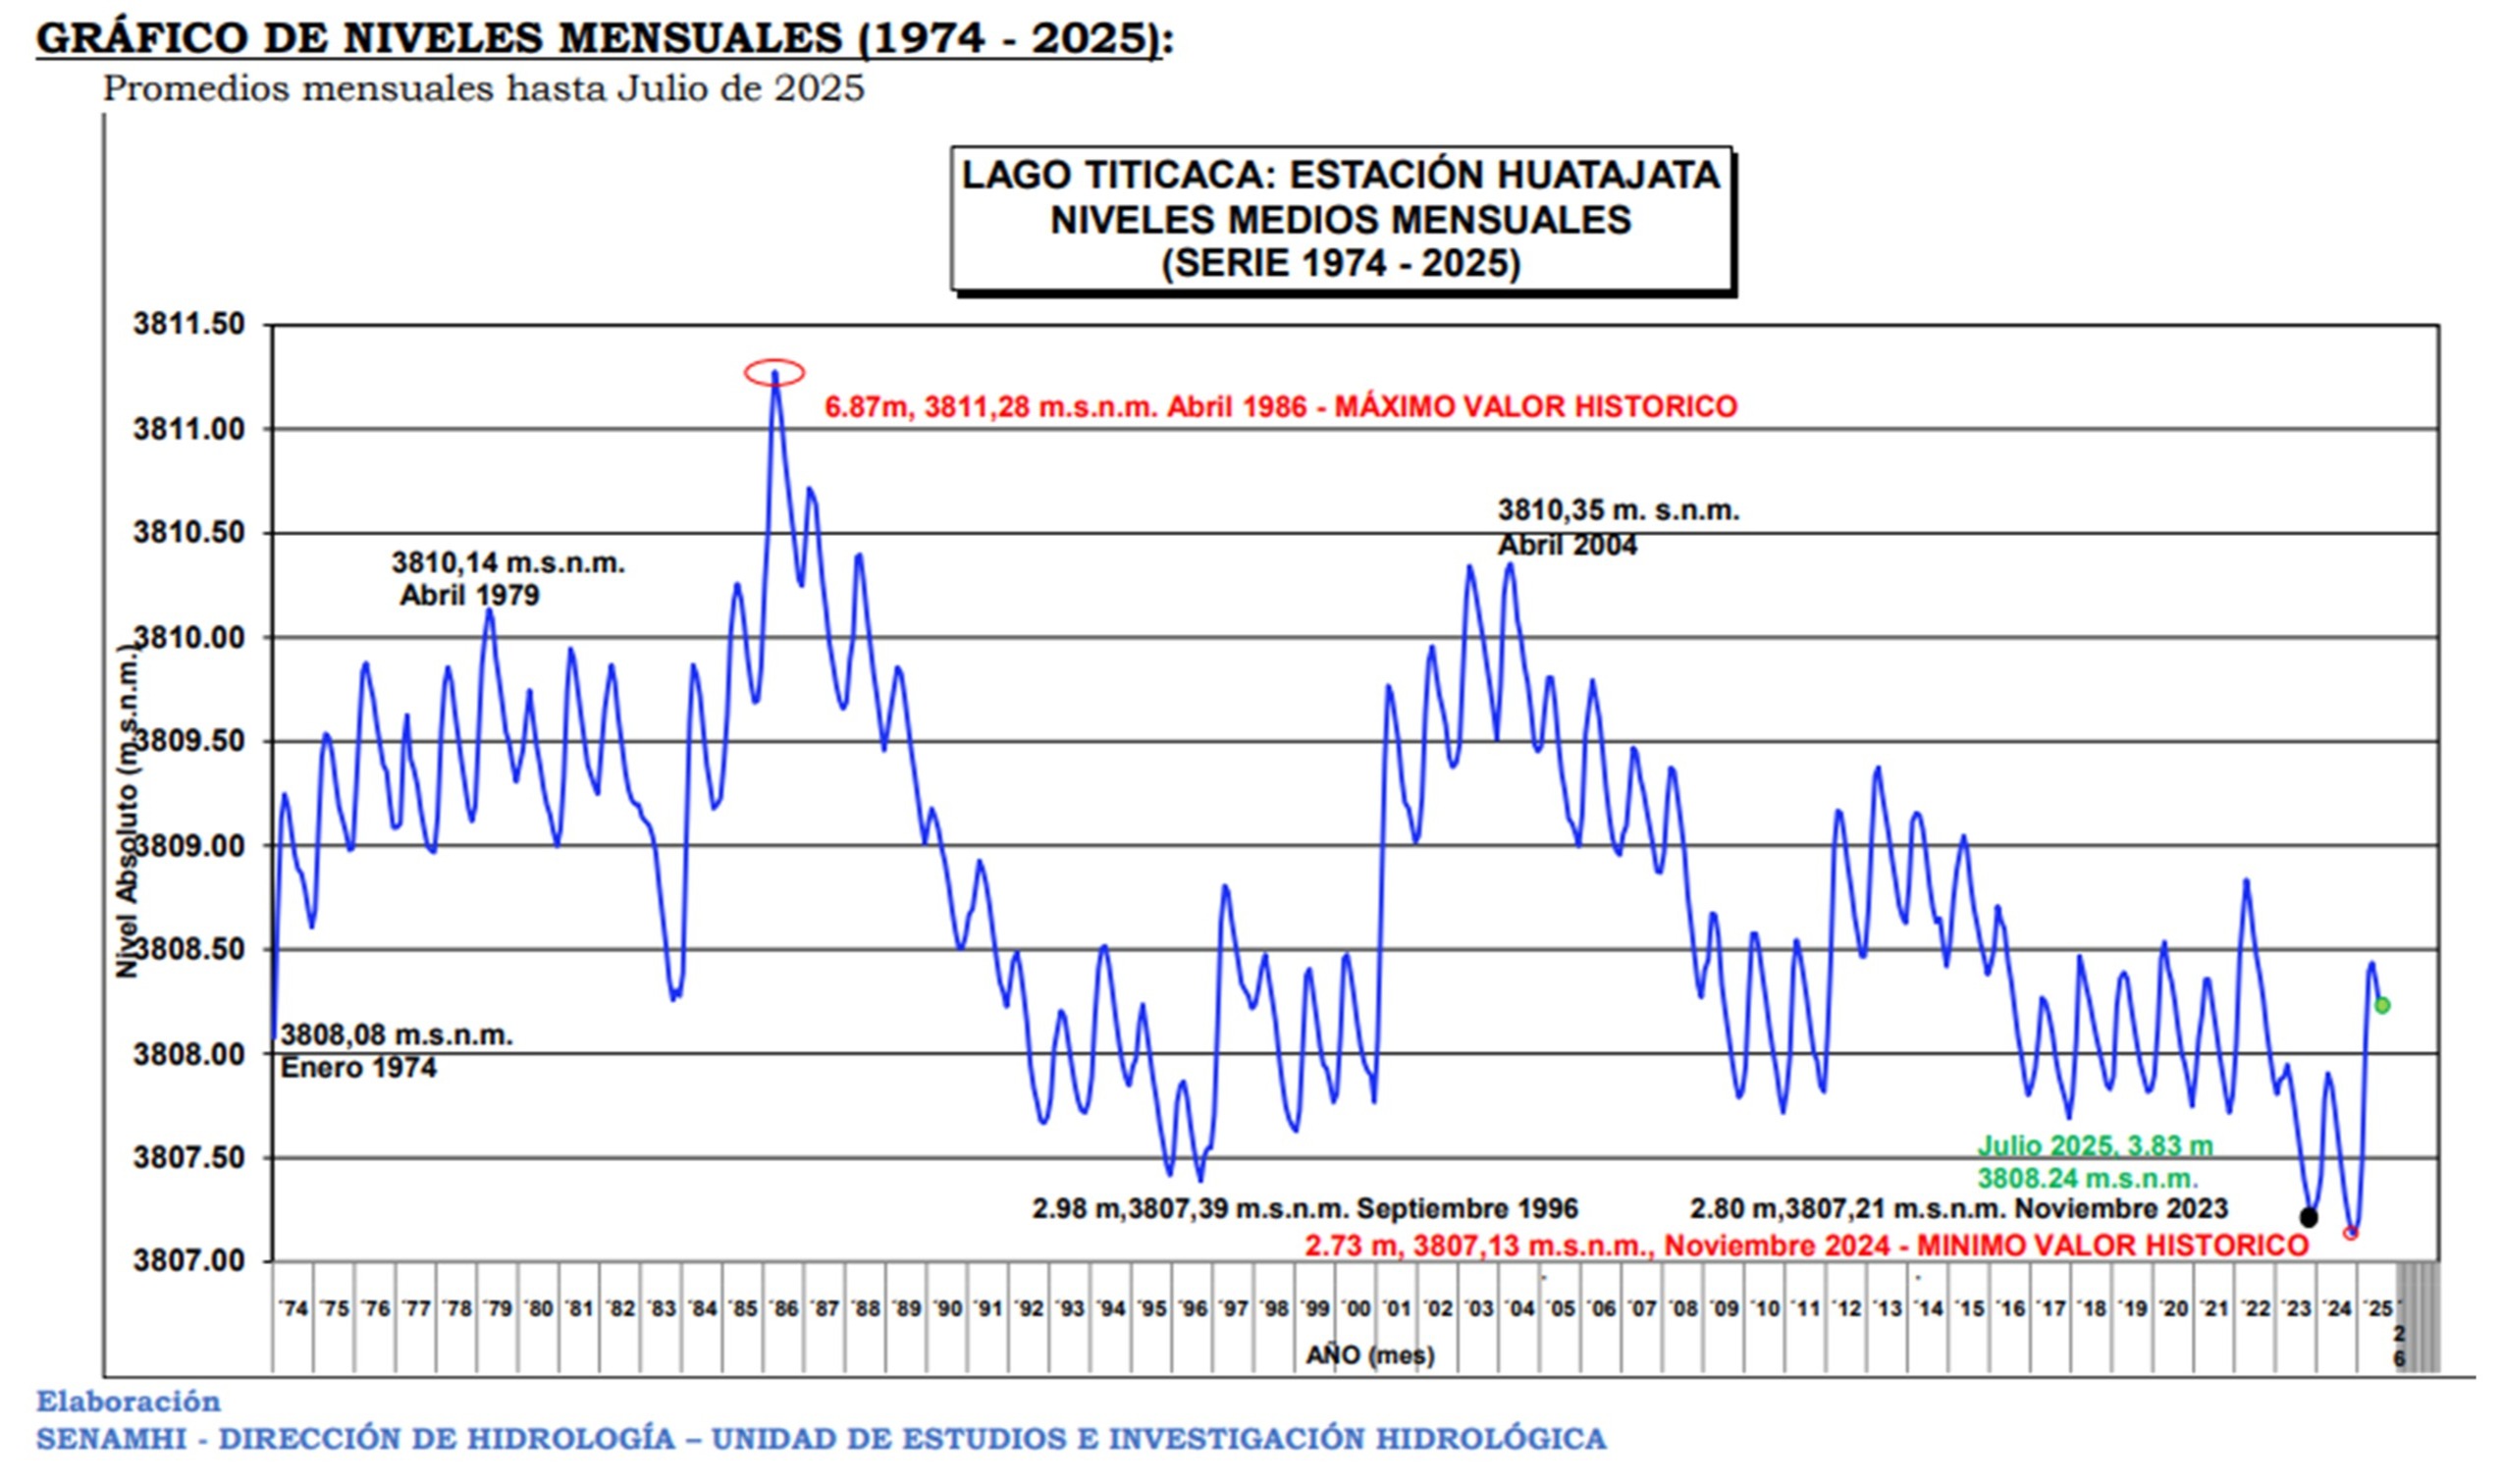 GRÁFICO DE NIVELES MENSUALES (1974 - 2025):
Promedios mensuales hasta Julio de 2025
LAGO TITICACA: ESTACIÓN HUATAJATA
NIVELES MEDIOS MENSUALES
(SERIE 1974 - 2025)
3811.50
6.87m, 3811,28 m.s.n.m. Abril 1986 - MÁXIMO VALOR HISTORICO
3811.00
3810,35 m. s.n.m.
Abril 2004
3810.50
3810,14 m.s.n.m.
Abril 1979
3810.00
Nivel Absoluto (m.s.n.m.)
3809.50
3809.00
3808.50
3808,08 m.s.n.m.
Enero 1974
3808.00
Julio 2025, 3.83 m
3808.24 m.s.n.m.
3807.50
2.98 m,3807,39 m.s.n.m. Septiembre 1996
2.80 m,3807,21 m.s.n.m. Noviembre 2023
2.73 m, 3807,13 m.s.n.m., Noviembre 2024 - MINIMO VALOR HISTORICO
3807.00
´74 ´75 ´76 ´77 ´78 ´79 ´80 ´81 ´82 ´83 ´84 ´85 ´86 ´87 ´88 ´89 ´90 ´91 ´92 ´93 ´94 ´95 ´96 ´97 ´98 ´99 ´00 ´01 ´02 ´03 ´04 ´05 ´06 ´07 ´08 ´09 ´10 ´11 ´12 ´13 ´14 ´15 ´16 ´17 ´18 ´19 ´20 ´21 ´22 ´23 ´24 ´25 ´26
AÑO (mes)
Elaboración
SENAMHI - DIRECCIÓN DE HIDROLOGÍA – UNIDAD DE ESTUDIOS E INVESTIGACIÓN HIDROLÓGICA